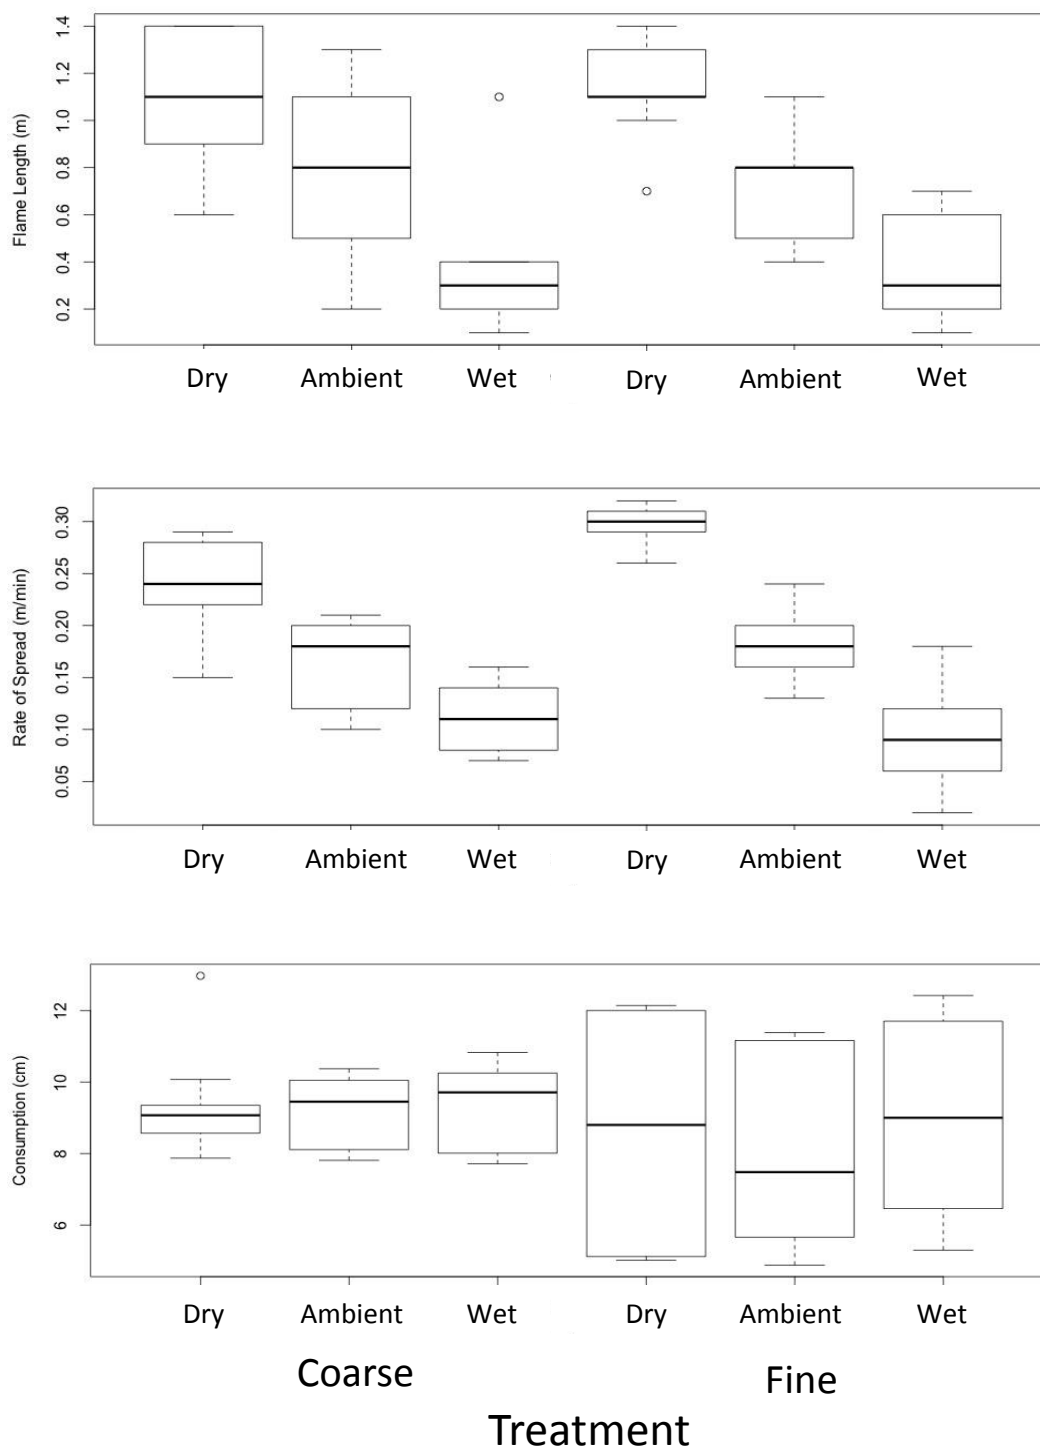 Flame Length (m)
1.4
1.2
1.0
0.8
0.6
0.4
0.2
Dry Ambient Wet Dry Ambient Wet
Rate of Spread (m/min)
0.30
0.25
0.20
0.15
0.10
0.05
Dry Ambient Wet Dry Ambient Wet
Consumption (cm)
12
10
8
6
Dry Ambient Wet Dry Ambient Wet
Coarse Fine
Treatment